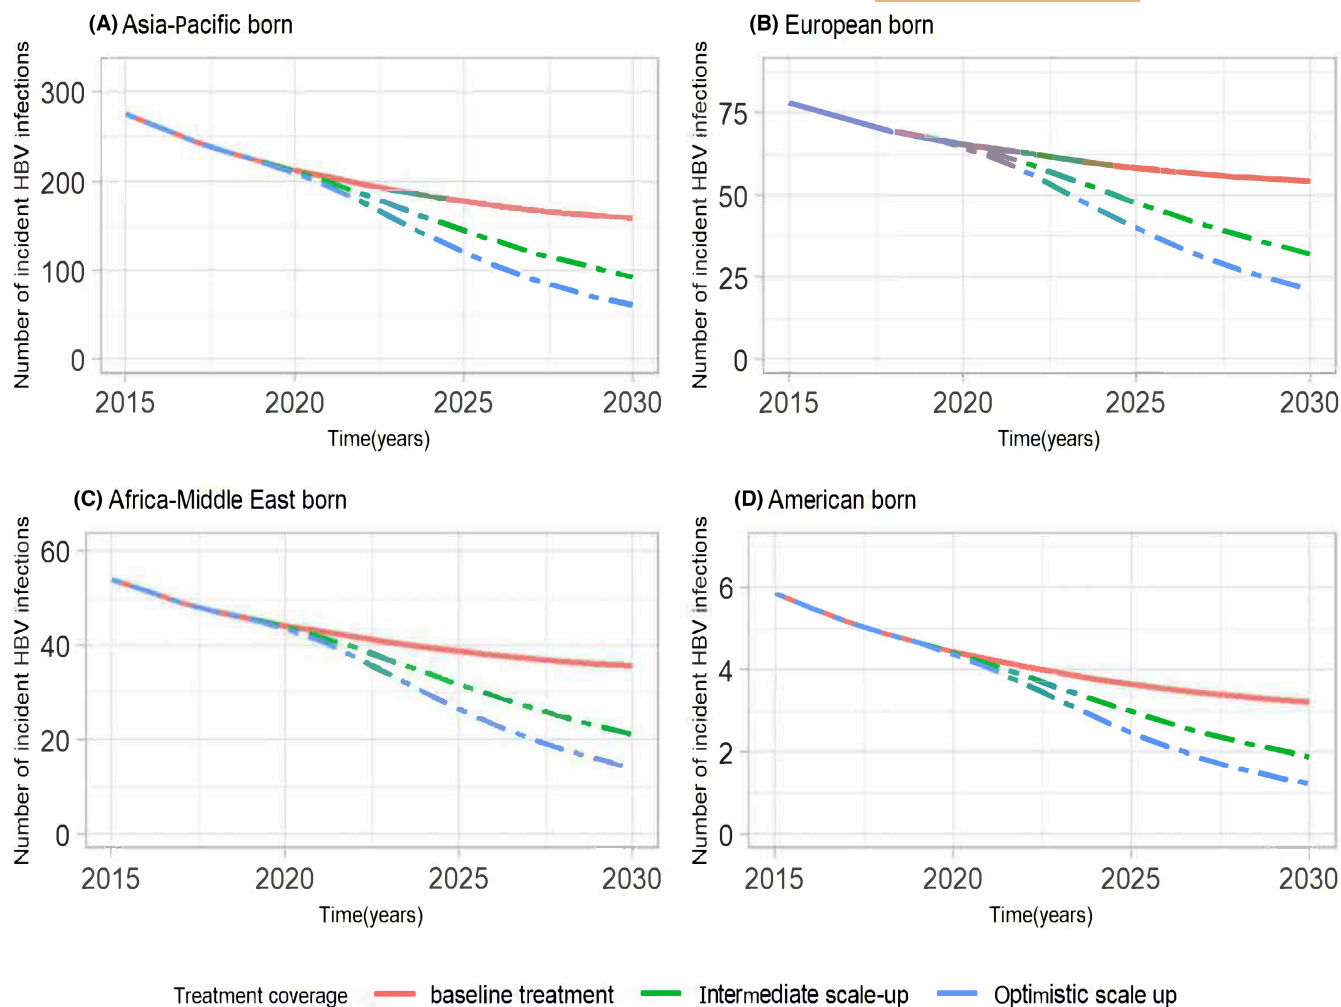 (A) Asia-Pacific born
Number of incident HBV infections
300
200
100
0
2015 2020 2025 2030
Time(years)
(B) European born
Number of incident HBV infections
75
50
25
0
2015 2020 2025 2030
Time(years)
(C) Africa-Middle East born
Number of incident HBV infections
60
40
20
0
2015 2020 2025 2030
Time(years)
(D) American born
Number of incident HBV infections
6
4
2
0
2015 2020 2025 2030
Time(years)
Treatment coverage baseline treatment Intermediate scale-up Optimistic scale up